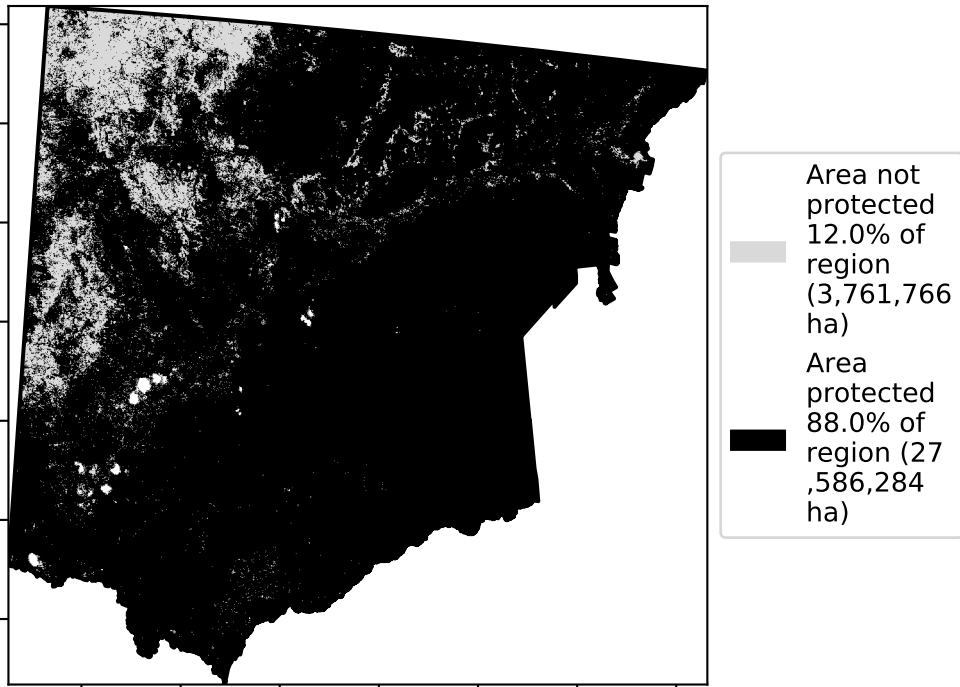 Area not
protected
12.0% of
region
(3,761,766
ha)
Area
protected
88.0% of
region (27
,586,284
ha)